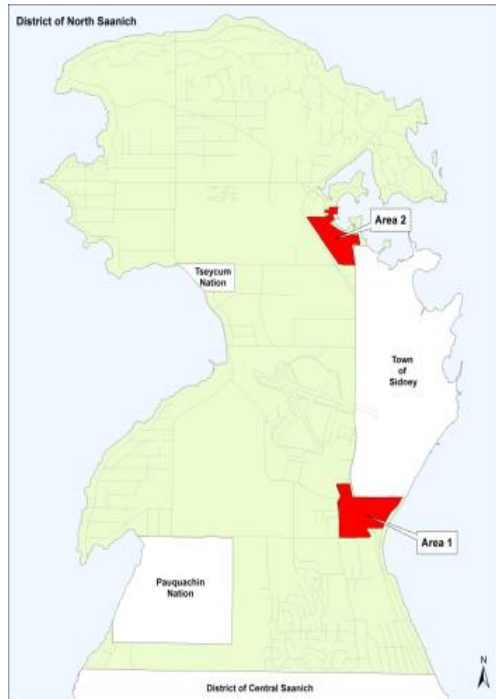 District of North Saanich
Area 2
Tseycum
Nation
Town
of
Sidney
Area 1
Pauquachin
Nation
N
District of Central Saanich